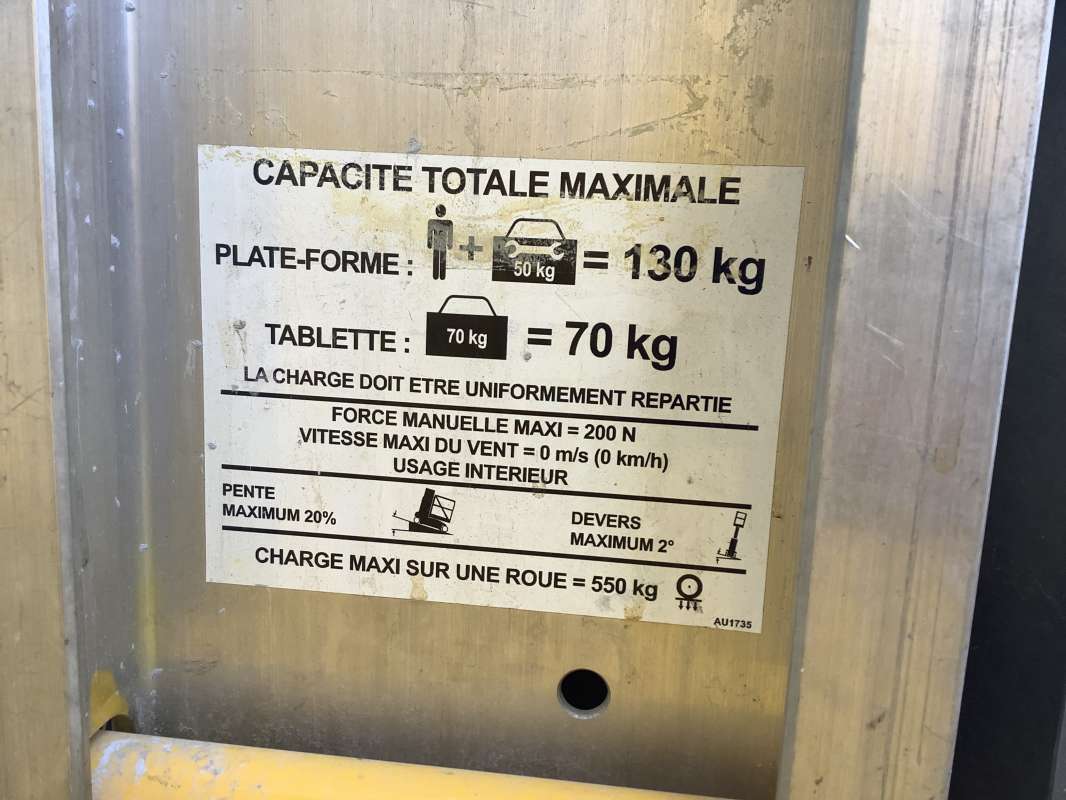 CAPACITE TOTALE MAXIMALE
PLATE-FORME : + 50 kg = 130 kg
TABLETTE : 70 kg = 70 kg
LA CHARGE DOIT ETRE UNIFORMEMENT REPARTIE
FORCE MANUELLE MAXI = 200 N
VITESSE MAXI DU VENT = 0 m/s (0 km/h)
USAGE INTERIEUR
PENTE
MAXIMUM 20%
DEVERS
MAXIMUM 2°
CHARGE MAXI SUR UNE ROUE = 550 kg
AU1735